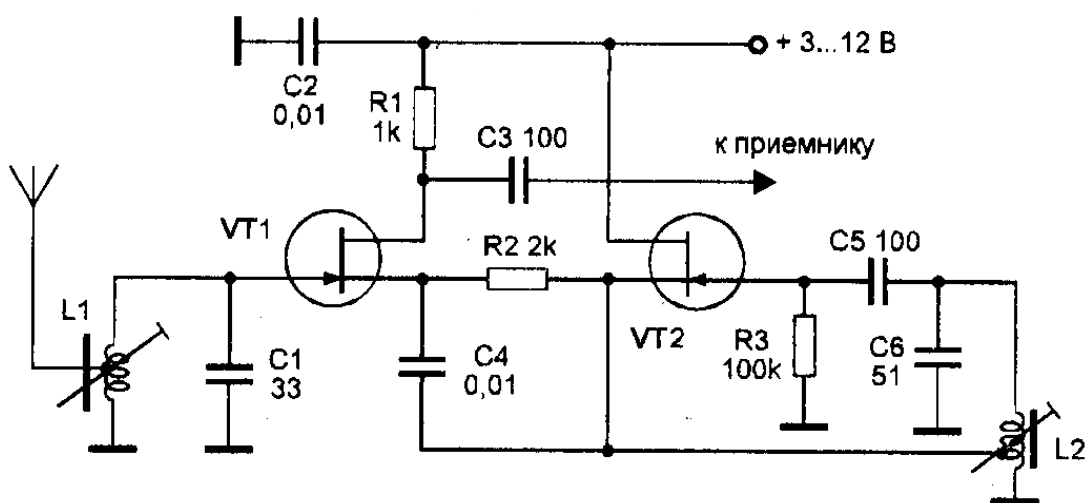 + 3...12 В
C2
0,01
R1
1k
C3 100
к приемнику
VT1
R2 2k
C5 100
L1
VT2
C1
33
C4
0,01
R3
100k
C6
51
L2